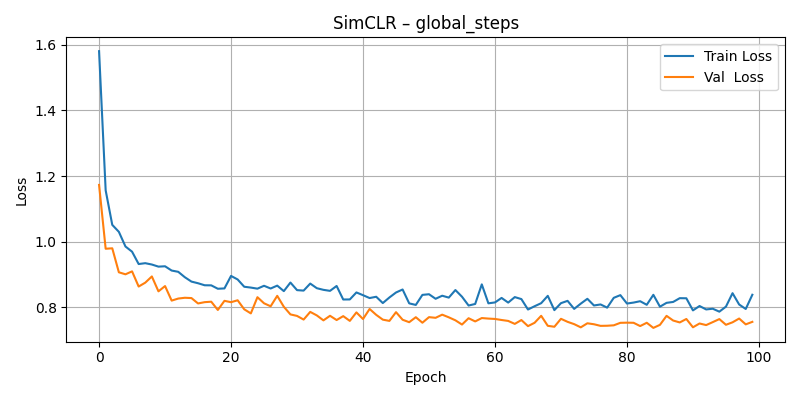 SimCLR – global_steps
Train Loss
Val  Loss
Loss
1.6
1.4
1.2
1.0
0.8
0 20 40 60 80 100
Epoch